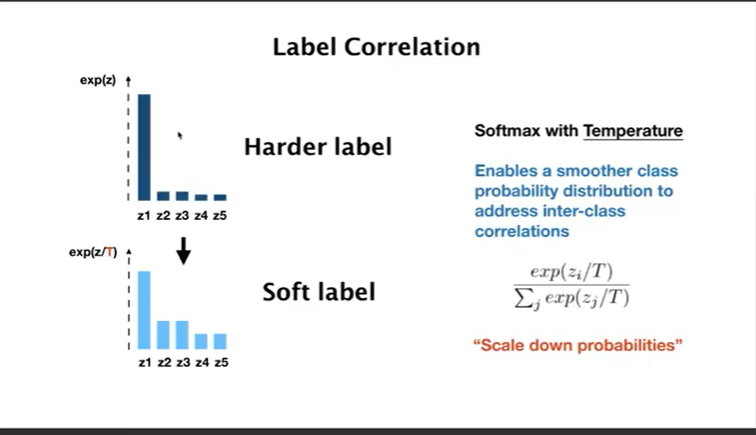 Label Correlation
exp(z)
Harder label
z1 z2 z3 z4 z5
exp(z/T)
Soft label
z1 z2 z3 z4 z5
Softmax with Temperature
Enables a smoother class
probability distribution to
address inter-class
correlations
exp(z_i/T)
∑_j exp(z_j/T)
“Scale down probabilities”